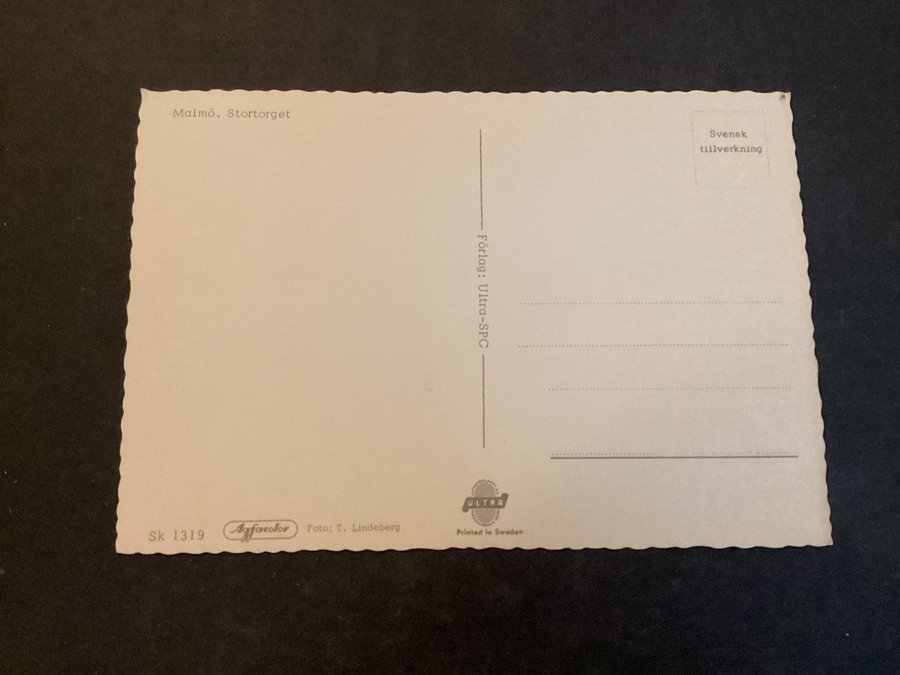 Malmö. Stortorget
Svensk
tillverkning
Förlag: Ultra-SPC
ULTRA
Printed in Sweden
Sk 1319
Agfacolor
Foto: T. Lindeberg